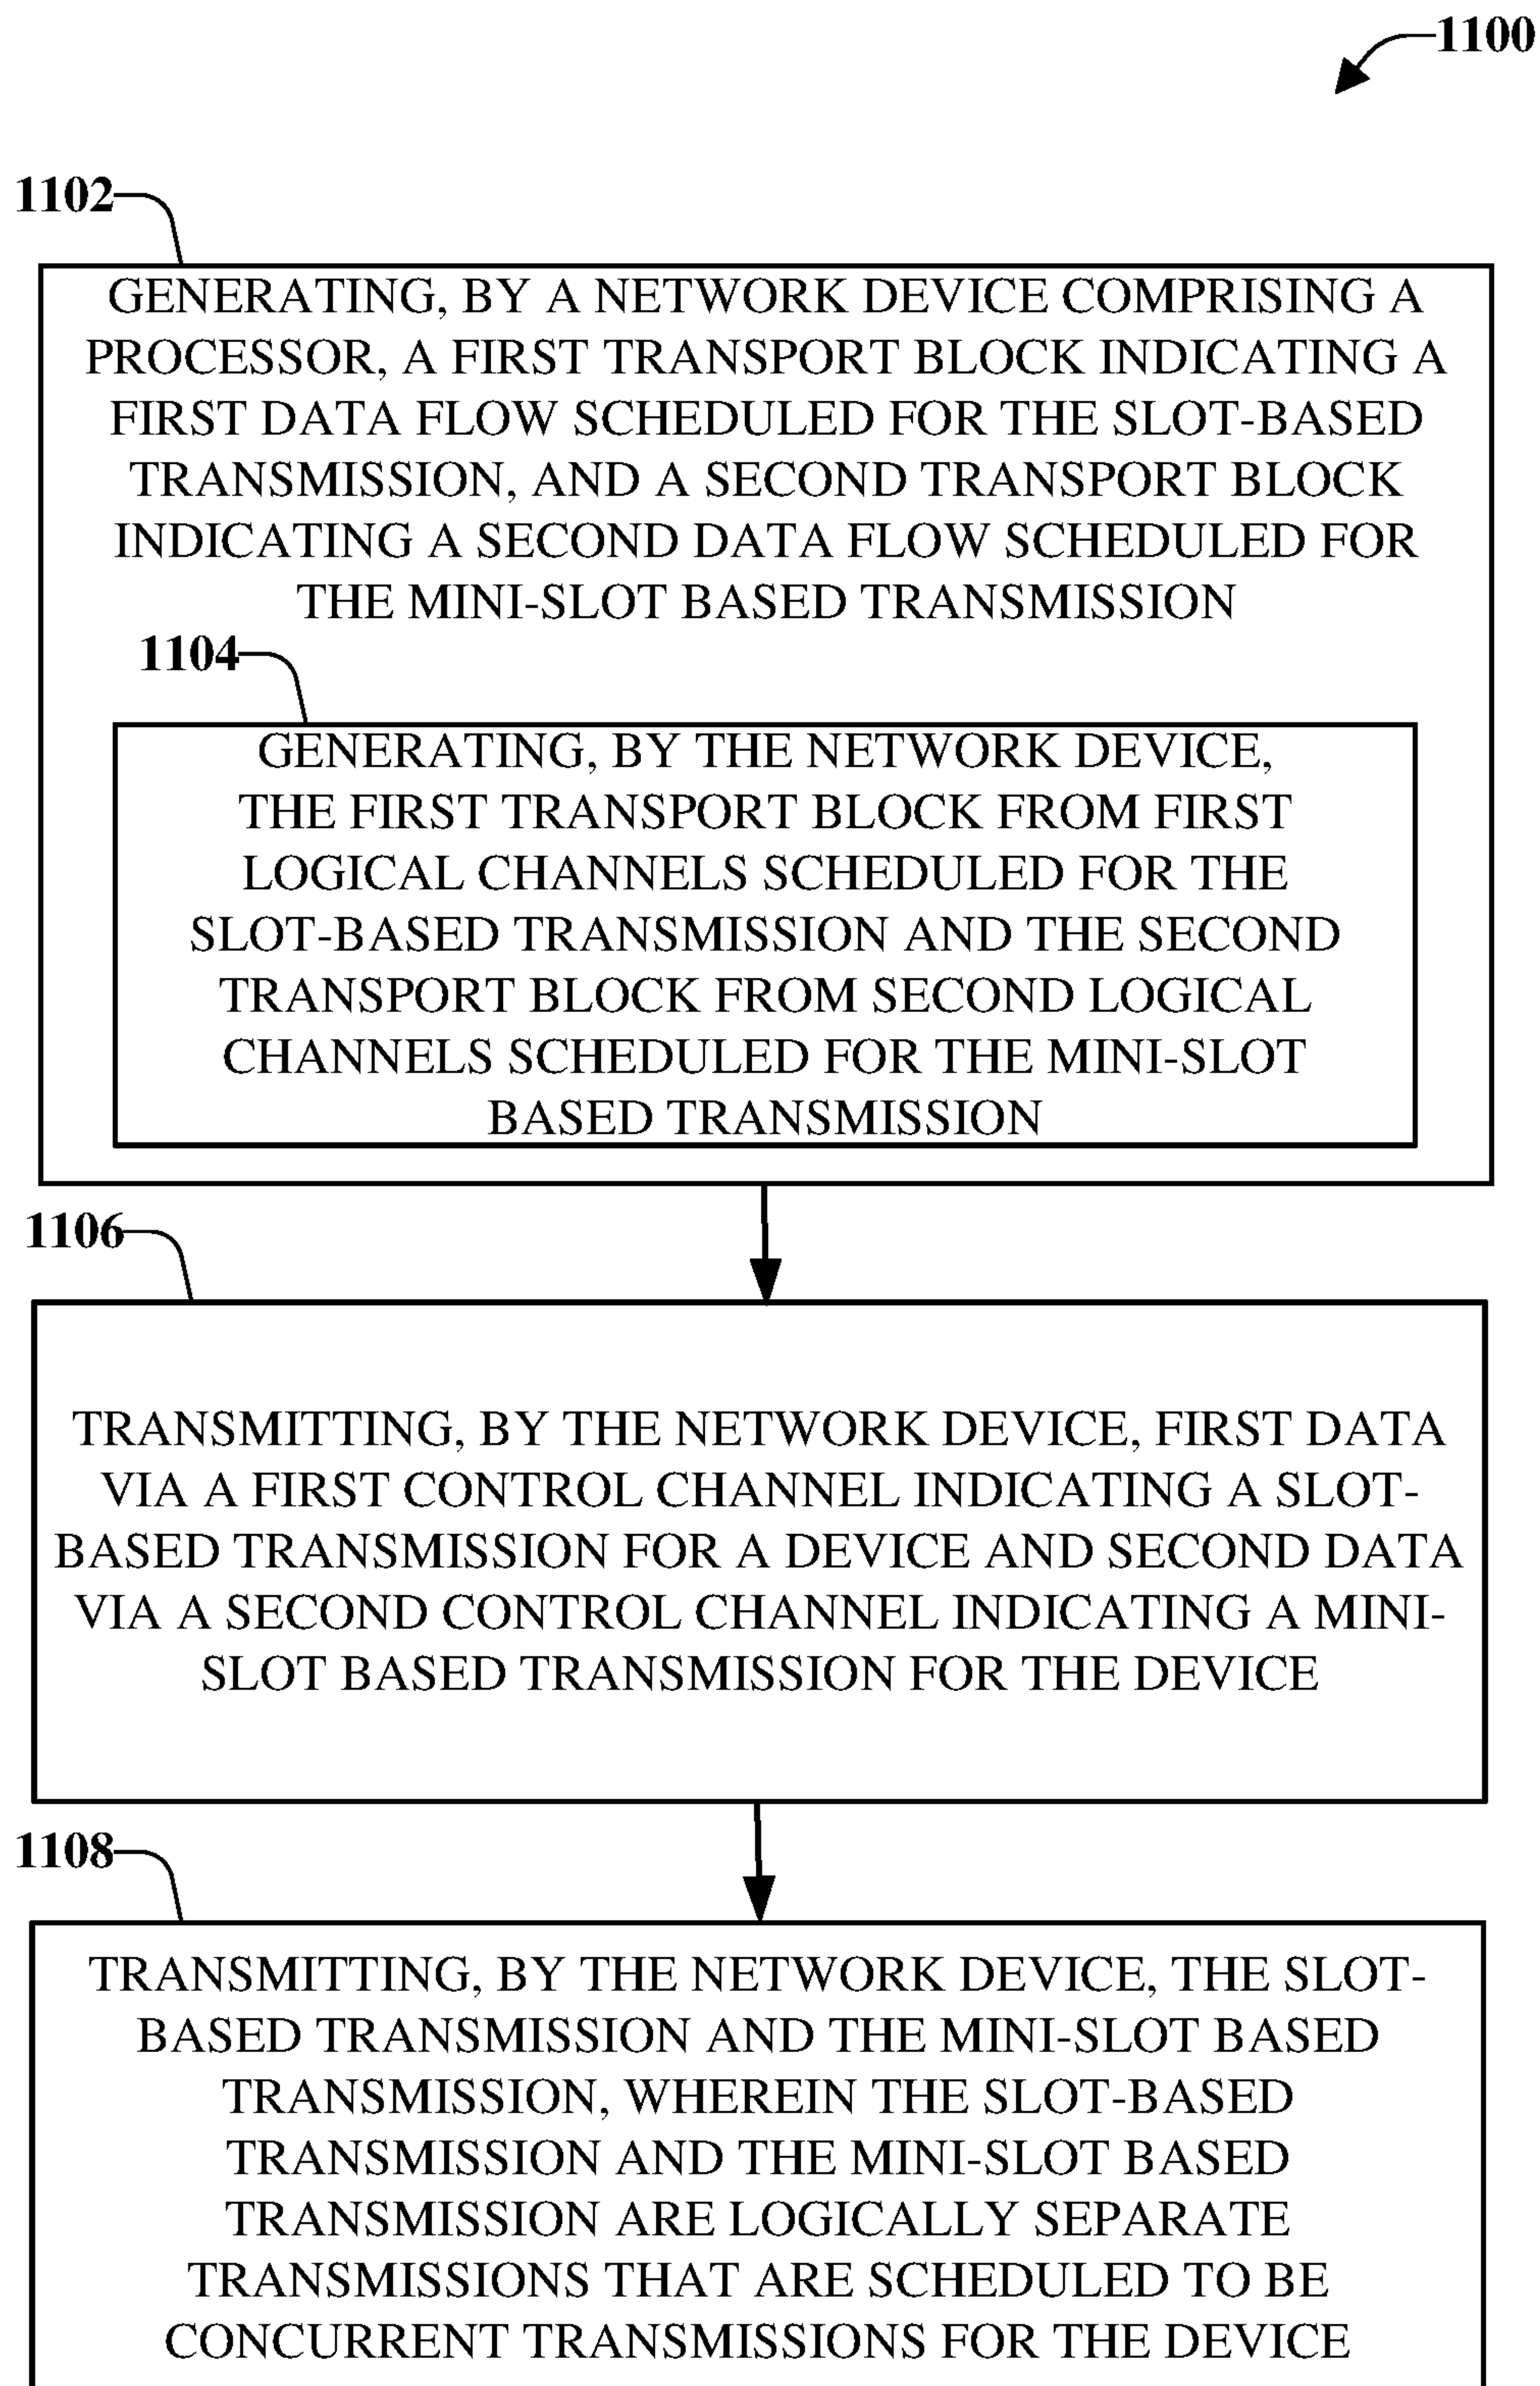 1100
1102
GENERATING, BY A NETWORK DEVICE COMPRISING A
PROCESSOR, A FIRST TRANSPORT BLOCK INDICATING A
FIRST DATA FLOW SCHEDULED FOR THE SLOT-BASED
TRANSMISSION, AND A SECOND TRANSPORT BLOCK
INDICATING A SECOND DATA FLOW SCHEDULED FOR
THE MINI-SLOT BASED TRANSMISSION
1104
GENERATING, BY THE NETWORK DEVICE,
THE FIRST TRANSPORT BLOCK FROM FIRST
LOGICAL CHANNELS SCHEDULED FOR THE
SLOT-BASED TRANSMISSION AND THE SECOND
TRANSPORT BLOCK FROM SECOND LOGICAL
CHANNELS SCHEDULED FOR THE MINI-SLOT
BASED TRANSMISSION
1106
TRANSMITTING, BY THE NETWORK DEVICE, FIRST DATA
VIA A FIRST CONTROL CHANNEL INDICATING A SLOT-
BASED TRANSMISSION FOR A DEVICE AND SECOND DATA
VIA A SECOND CONTROL CHANNEL INDICATING A MINI-
SLOT BASED TRANSMISSION FOR THE DEVICE
1108
TRANSMITTING, BY THE NETWORK DEVICE, THE SLOT-
BASED TRANSMISSION AND THE MINI-SLOT BASED
TRANSMISSION, WHEREIN THE SLOT-BASED
TRANSMISSION AND THE MINI-SLOT BASED
TRANSMISSION ARE LOGICALLY SEPARATE
TRANSMISSIONS THAT ARE SCHEDULED TO BE
CONCURRENT TRANSMISSIONS FOR THE DEVICE